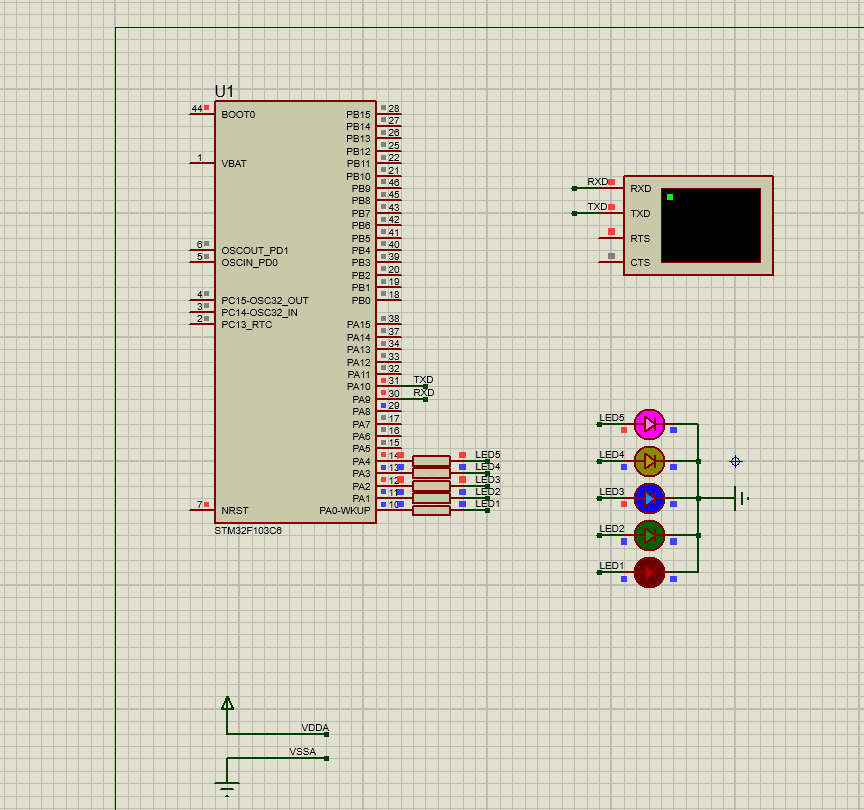 U1
44 BOOT0
1 VBAT
6 OSCOUT_PD1
5 OSCIN_PD0
4 PC15-OSC32_OUT
3 PC14-OSC32_IN
2 PC13_RTC
7 NRST
PB15 28
PB14 27
PB13 26
PB12 25
PB11 22
PB10 21
PB9 46
PB8 45
PB7 43
PB6 42
PB5 41
PB4 40
PB3 39
PB2 20
PB1 19
PB0 18
PA15 38
PA14 37
PA13 34
PA12 33
PA11 32
PA10 31 TXD
PA9 30 RXD
PA8 29
PA7 17
PA6 16
PA5 15
PA4 14 LED5
PA3 13 LED4
PA2 12 LED3
PA1 11 LED2
PA0-WKUP 10 LED1
STM32F103C6
RXD RXD
TXD TXD
RTS
CTS
LED5
LED4
LED3
LED2
LED1
VDDA
VSSA